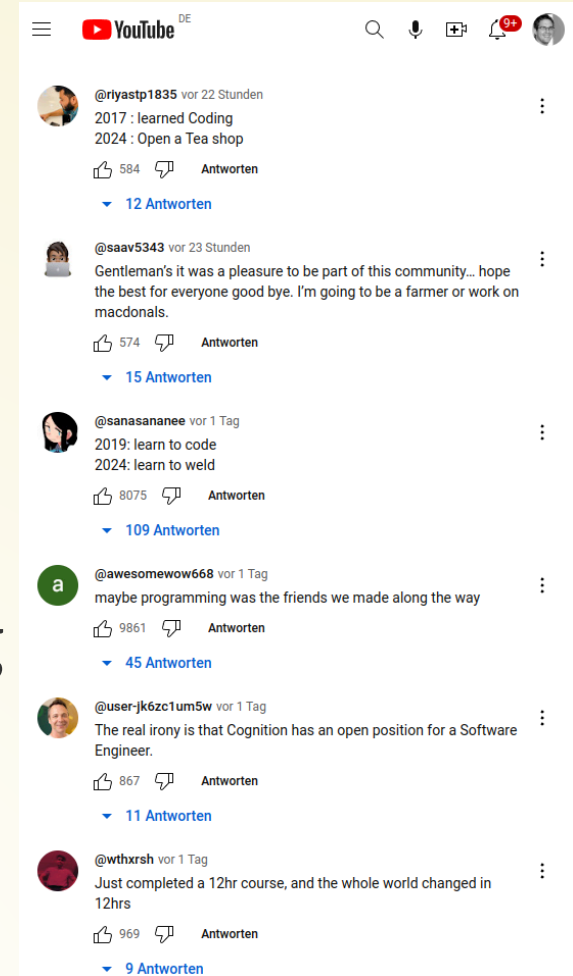 YouTube DE
9+
@riyastp1835 vor 22 Stunden
2017 : learned Coding
2024 : Open a Tea shop
584 Antworten
12 Antworten
@saav5343 vor 23 Stunden
Gentleman's it was a pleasure to be part of this community… hope
the best for everyone good bye. I'm going to be a farmer or work on
macdonals.
574 Antworten
15 Antworten
@sanasananee vor 1 Tag
2019: learn to code
2024: learn to weld
8075 Antworten
109 Antworten
a
@awesomewow668 vor 1 Tag
maybe programming was the friends we made along the way
9861 Antworten
45 Antworten
@user-jk6zc1um5w vor 1 Tag
The real irony is that Cognition has an open position for a Software
Engineer.
867 Antworten
11 Antworten
@wthxrsh vor 1 Tag
Just completed a 12hr course, and the whole world changed in
12hrs
969 Antworten
9 Antworten